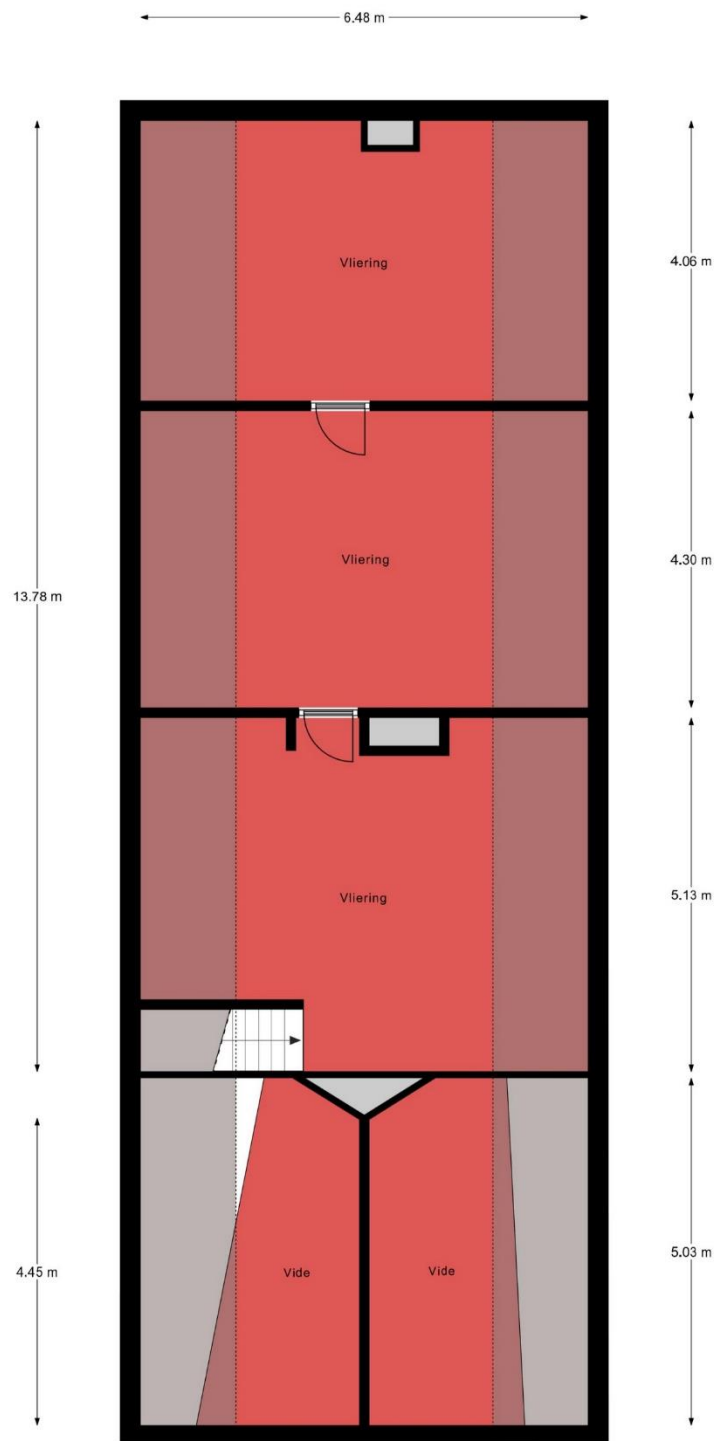 6.48 m
Vliering
4.06 m
Vliering
4.30 m
13.78 m
Vliering
5.13 m
Vide
Vide
5.03 m
4.45 m